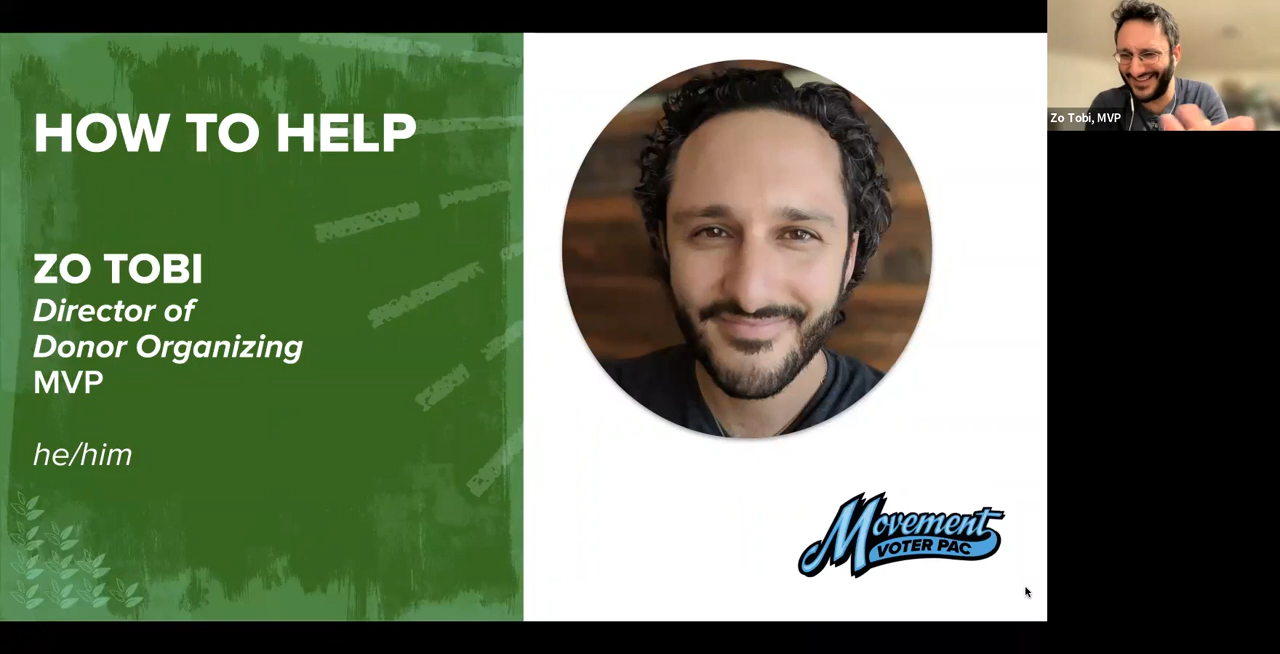 HOW TO HELP
ZO TOBI
Director of
Donor Organizing
MVP
he/him
Movement
VOTER PAC
Zo Tobi, MVP